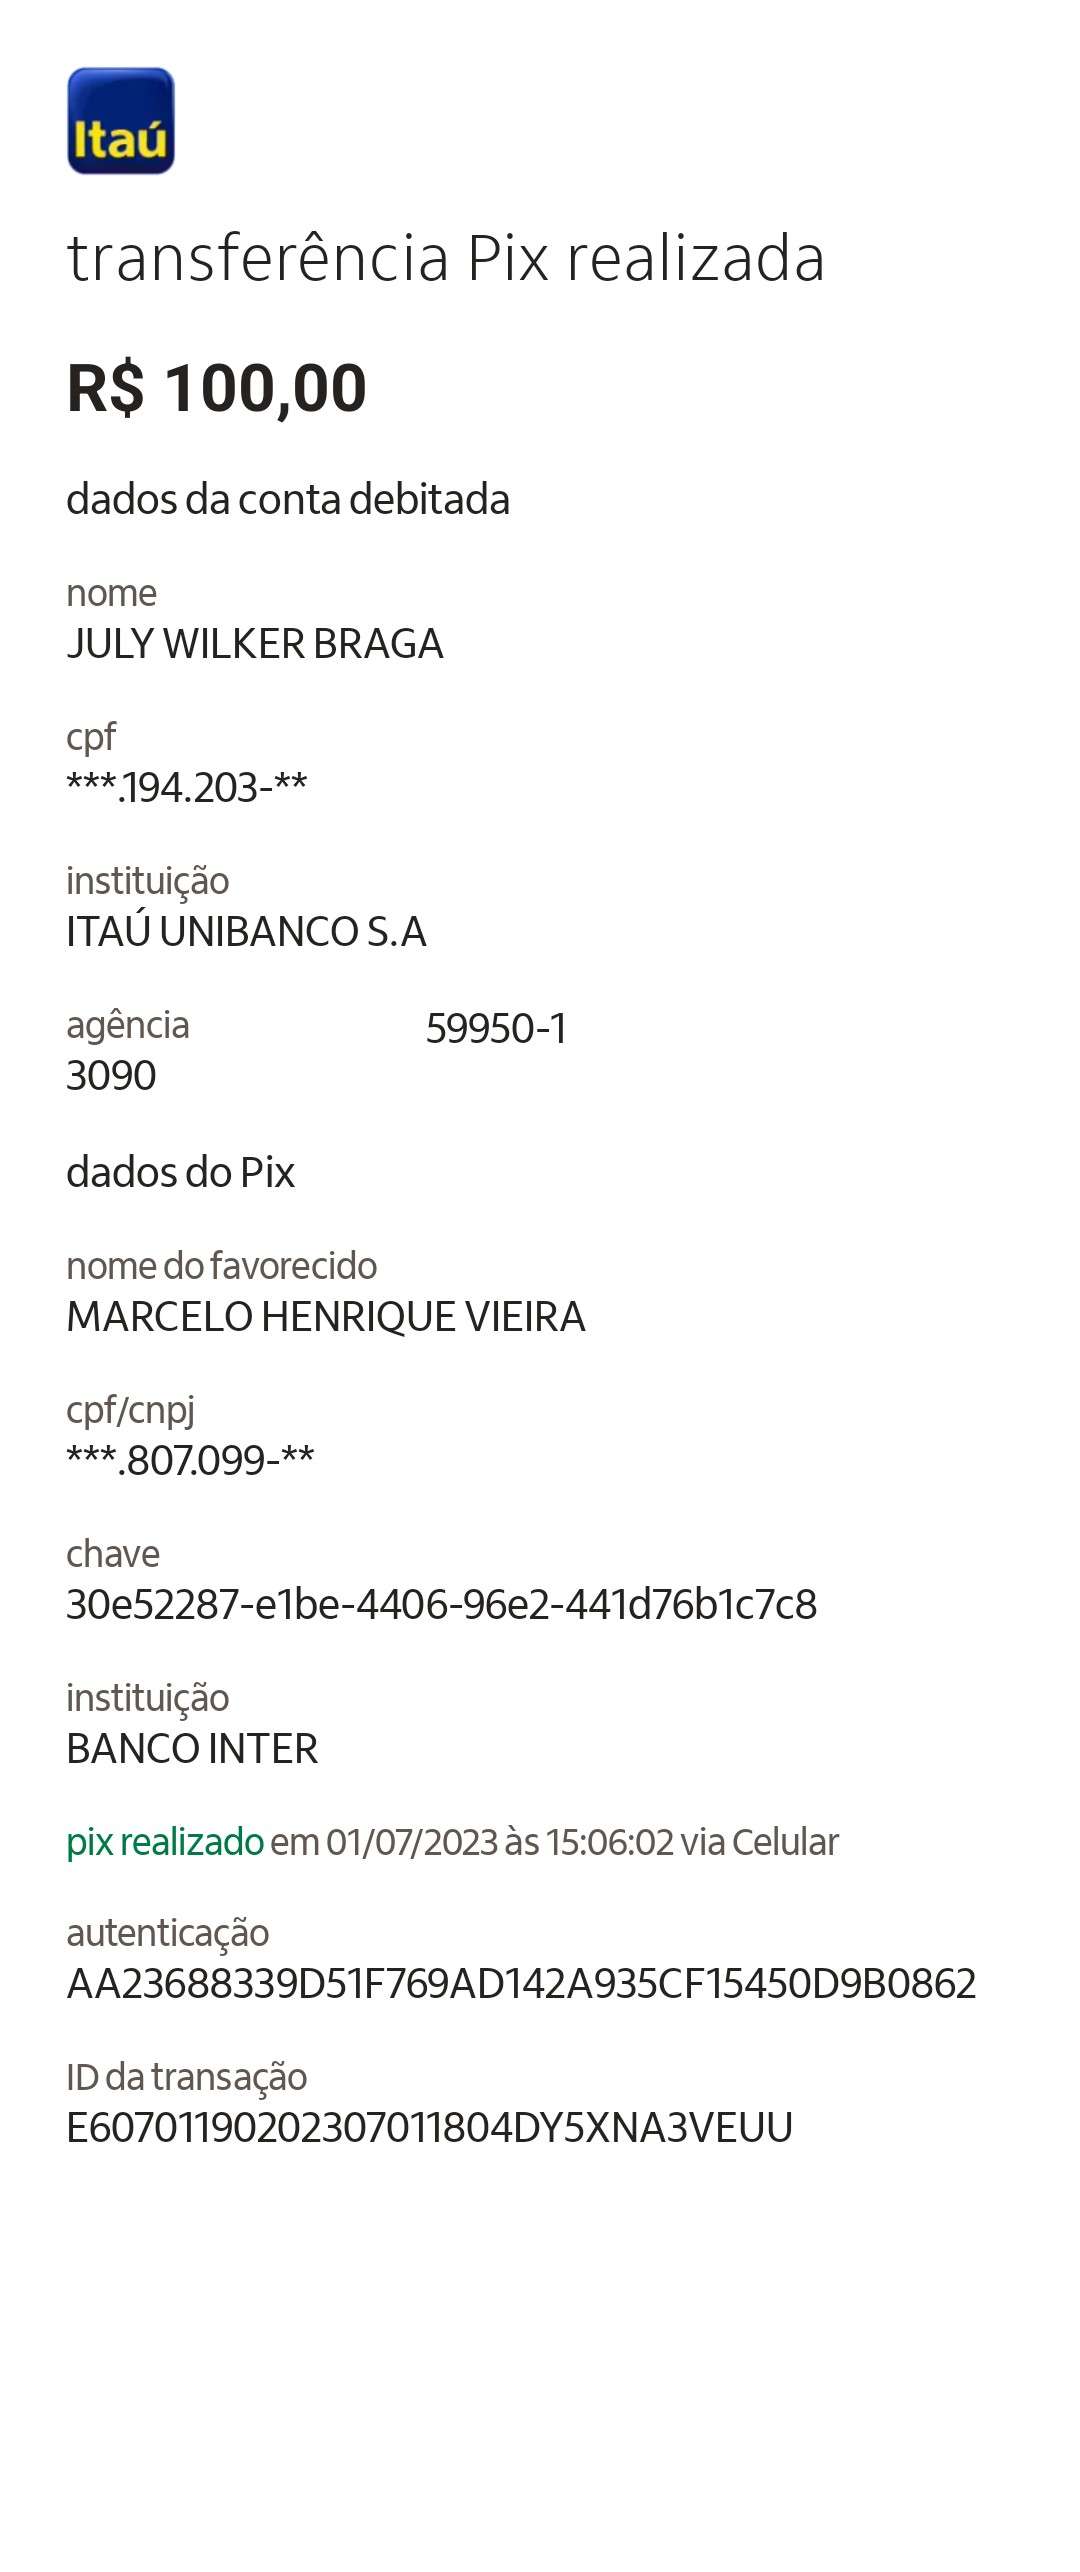 Itaú
transferência Pix realizada
R$ 100,00
dados da conta debitada
nome
JULY WILKER BRAGA
cpf
***.194.203-**
instituição
ITAÚ UNIBANCO S.A
agência 59950-1
3090
dados do Pix
nome do favorecido
MARCELO HENRIQUE VIEIRA
cpf/cnpj
***.807.099-**
chave
30e52287-e1be-4406-96e2-441d76b1c7c8
instituição
BANCO INTER
pix realizado em 01/07/2023 às 15:06:02 via Celular
autenticação
AA23688339D51F769AD142A935CF15450D9B0862
ID da transação
E60701190202307011804DY5XNA3VEUU